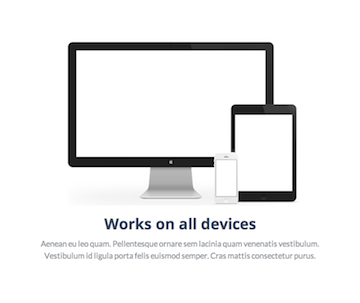 Works on all devices
Aenean eu leo quam. Pellentesque ornare sem lacinia quam venenatis vestibulum.
Vestibulum id ligula porta felis euismod semper. Cras mattis consectetur purus.